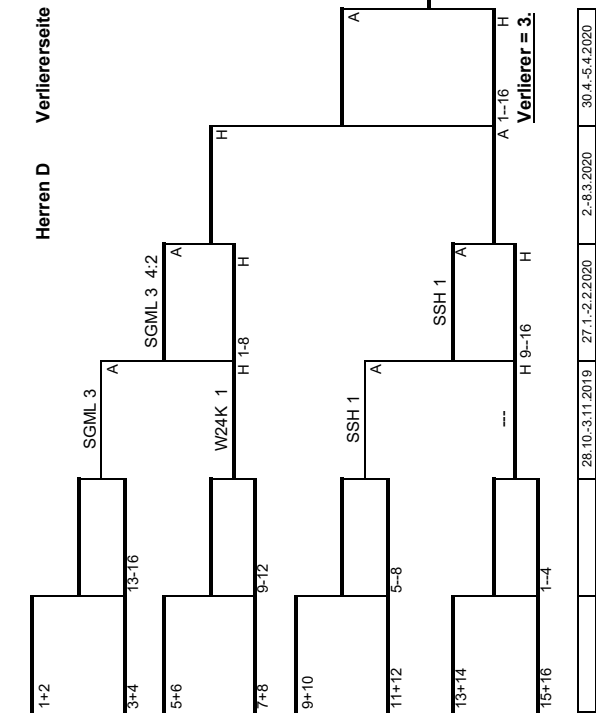 Herren D Verliererseite
1+2
3+4
5+6
7+8
9+10
11+12
13+14
15+16
13-16
9-12
5--8
1--4
SGML 3
A
W24K 1
H 1-8
SSH 1
A
---
H 9--16
SGML 3 4:2
A
H
SSH 1
A
H
H
A 1--16
A
H
Verlierer = 3.
28.10.-3.11.2019
27.1.-2.2.2020
2.-8.3.2020
30.4.-5.4.2020